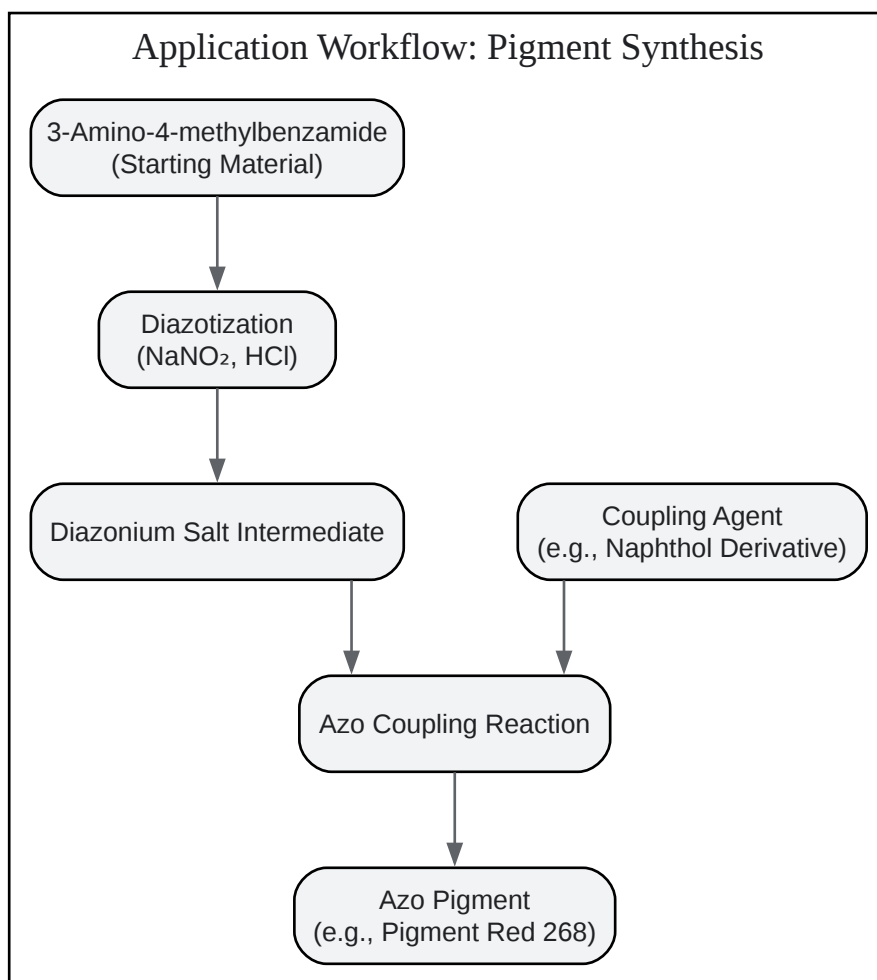 Application Workflow: Pigment Synthesis
3-Amino-4-methylbenzamide
(Starting Material)
Diazotization
(NaNO₂, HCl)
Diazonium Salt Intermediate
Coupling Agent
(e.g., Naphthol Derivative)
Azo Coupling Reaction
Azo Pigment
(e.g., Pigment Red 268)